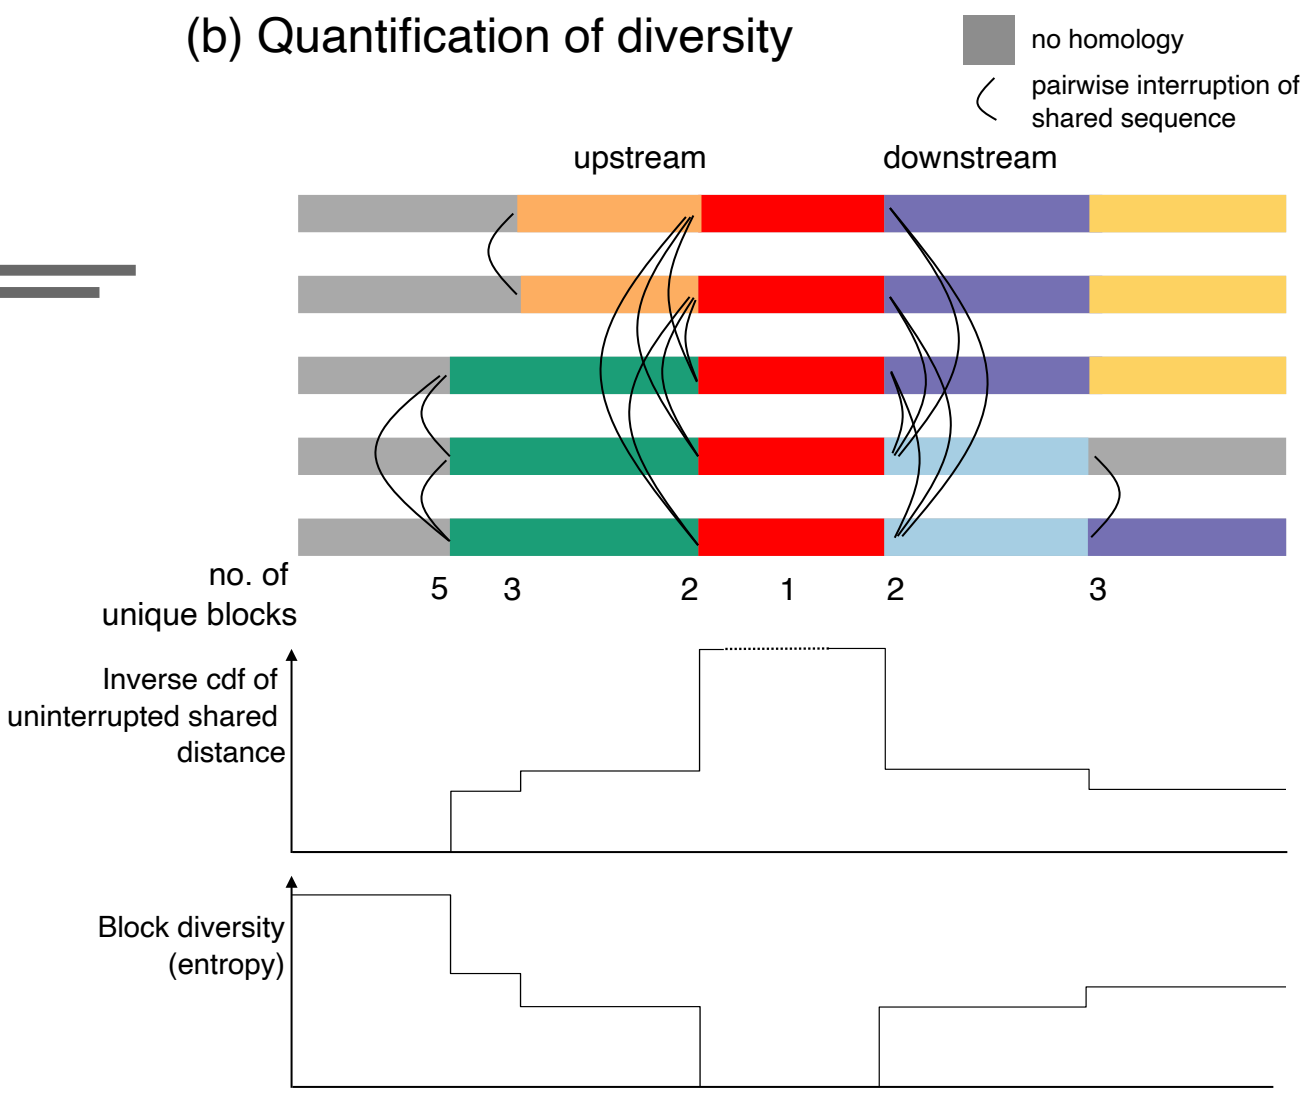 (b) Quantification of diversity
no homology
pairwise interruption of
shared sequence
upstream
downstream
no. of
unique blocks
5 3 2 1 2 3
Inverse cdf of
uninterrupted shared
distance
Block diversity
(entropy)